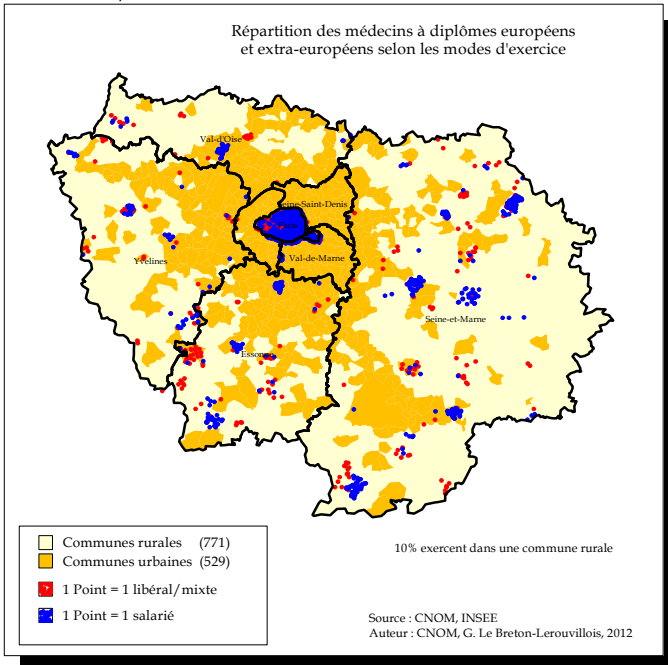 Répartition des médecins à diplômes européens
et extra-européens selon les modes d'exercice
Val-d'Oise
Seine-Saint-Denis
Paris
Val-de-Marne
Yvelines
Seine-et-Marne
Essonne
Communes rurales (771)
Communes urbaines (529)
1 Point = 1 libéral/mixte
1 Point = 1 salarié
10% exercent dans une commune rurale
Source : CNOM, INSEE
Auteur : CNOM, G. Le Breton-Lerouvillois, 2012